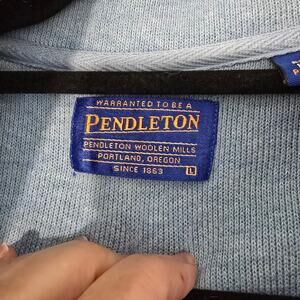 WARRANTED TO BE A
PENDLETON
PENDLETON WOOLEN MILLS
PORTLAND, OREGON
SINCE 1863
L